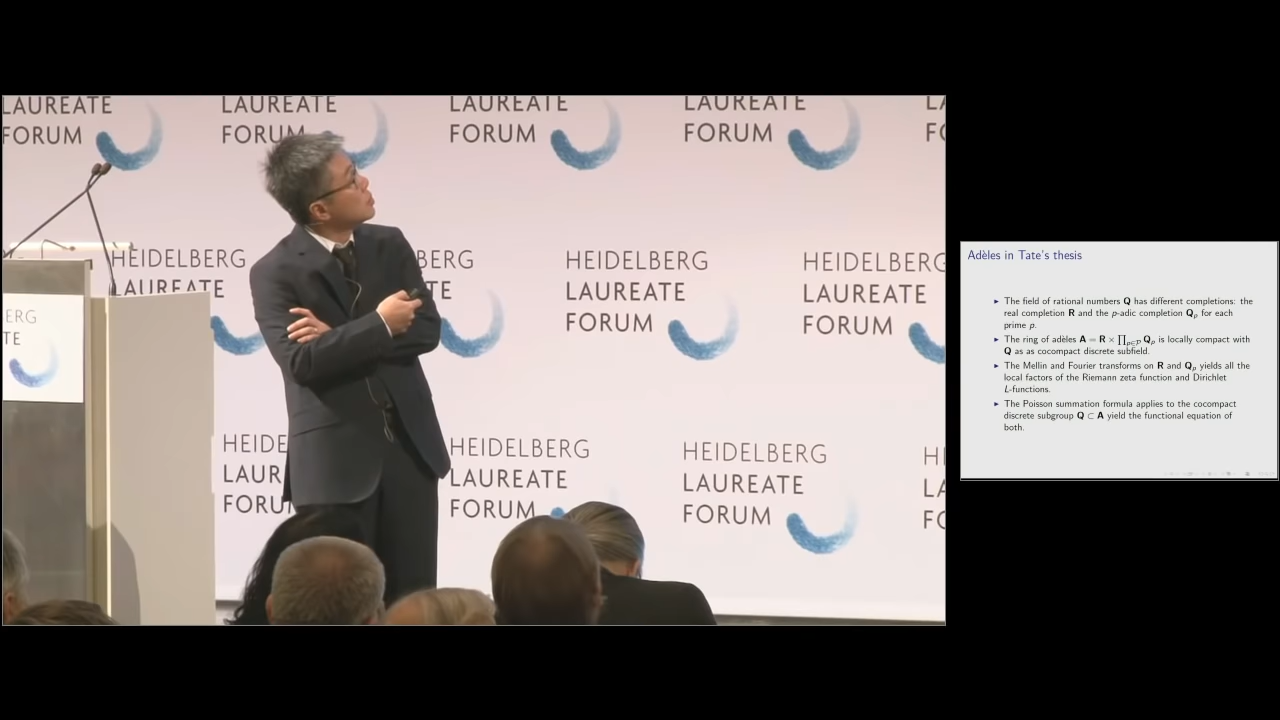 LAUREATE
FORUM
LAUREATE
FORUM
LAUREATE
FORUM
LAUREATE
FORUM
HEIDELBERG
LAUREATE
HEIDELBERG
LAUREATE
FORUM
HEIDELBERG
LAUREATE
FORUM
HEIDELBERG
LAUREATE
FORUM
HEIDELBERG
LAUREATE
FORUM
Adèles in Tate's thesis
▸ The field of rational numbers Q has different completions: the
real completion R and the p-adic completion Qₚ for each
prime p.
▸ The ring of adèles A = R × ∏p∈P Qₚ is locally compact with
Q as as cocompact discrete subfield.
▸ The Mellin and Fourier transforms on R and Qₚ yields all the
local factors of the Riemann zeta function and Dirichlet
L-functions.
▸ The Poisson summation formula applies to the cocompact
discrete subgroup Q ⊂ A yield the functional equation of
both.